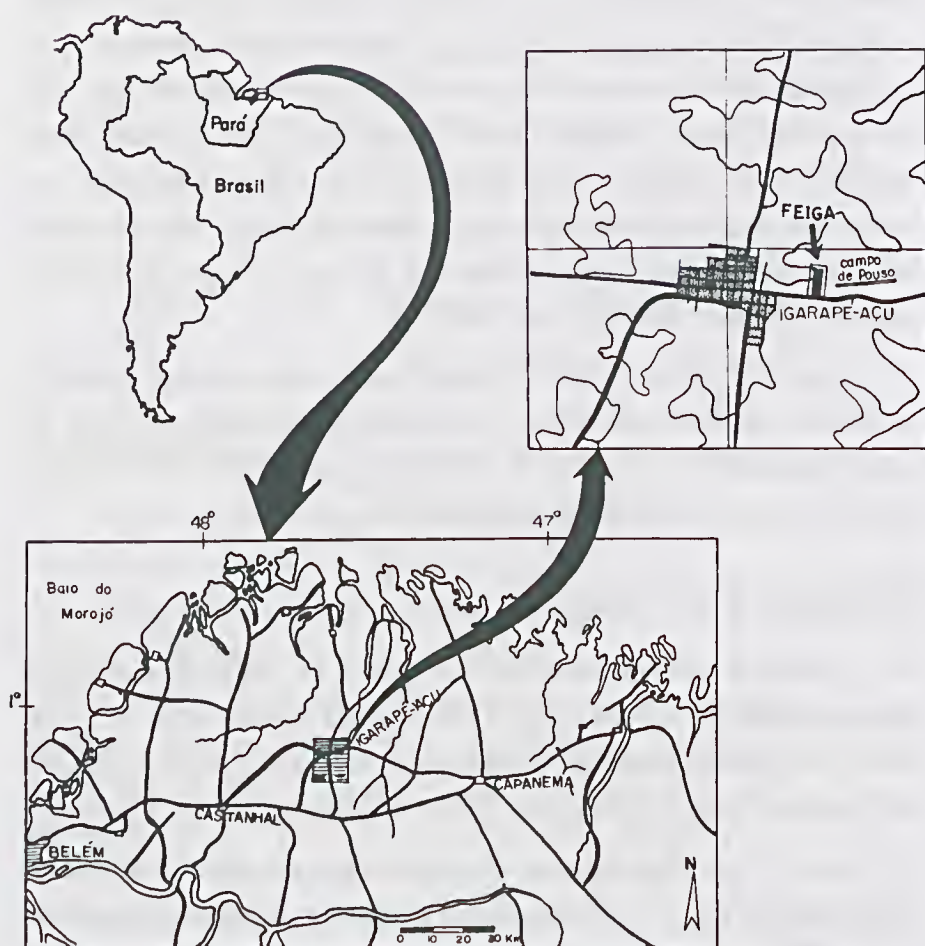 Pará
Brasil
FEIGA
campo
de Pouso
IGARAPE-AÇU
48°
47°
Baio do
Morojó
1°
IGARAPÉ-AÇU
CAPANEMA
CASTANHAL
BELÉM
N
0 10 20 30 Km